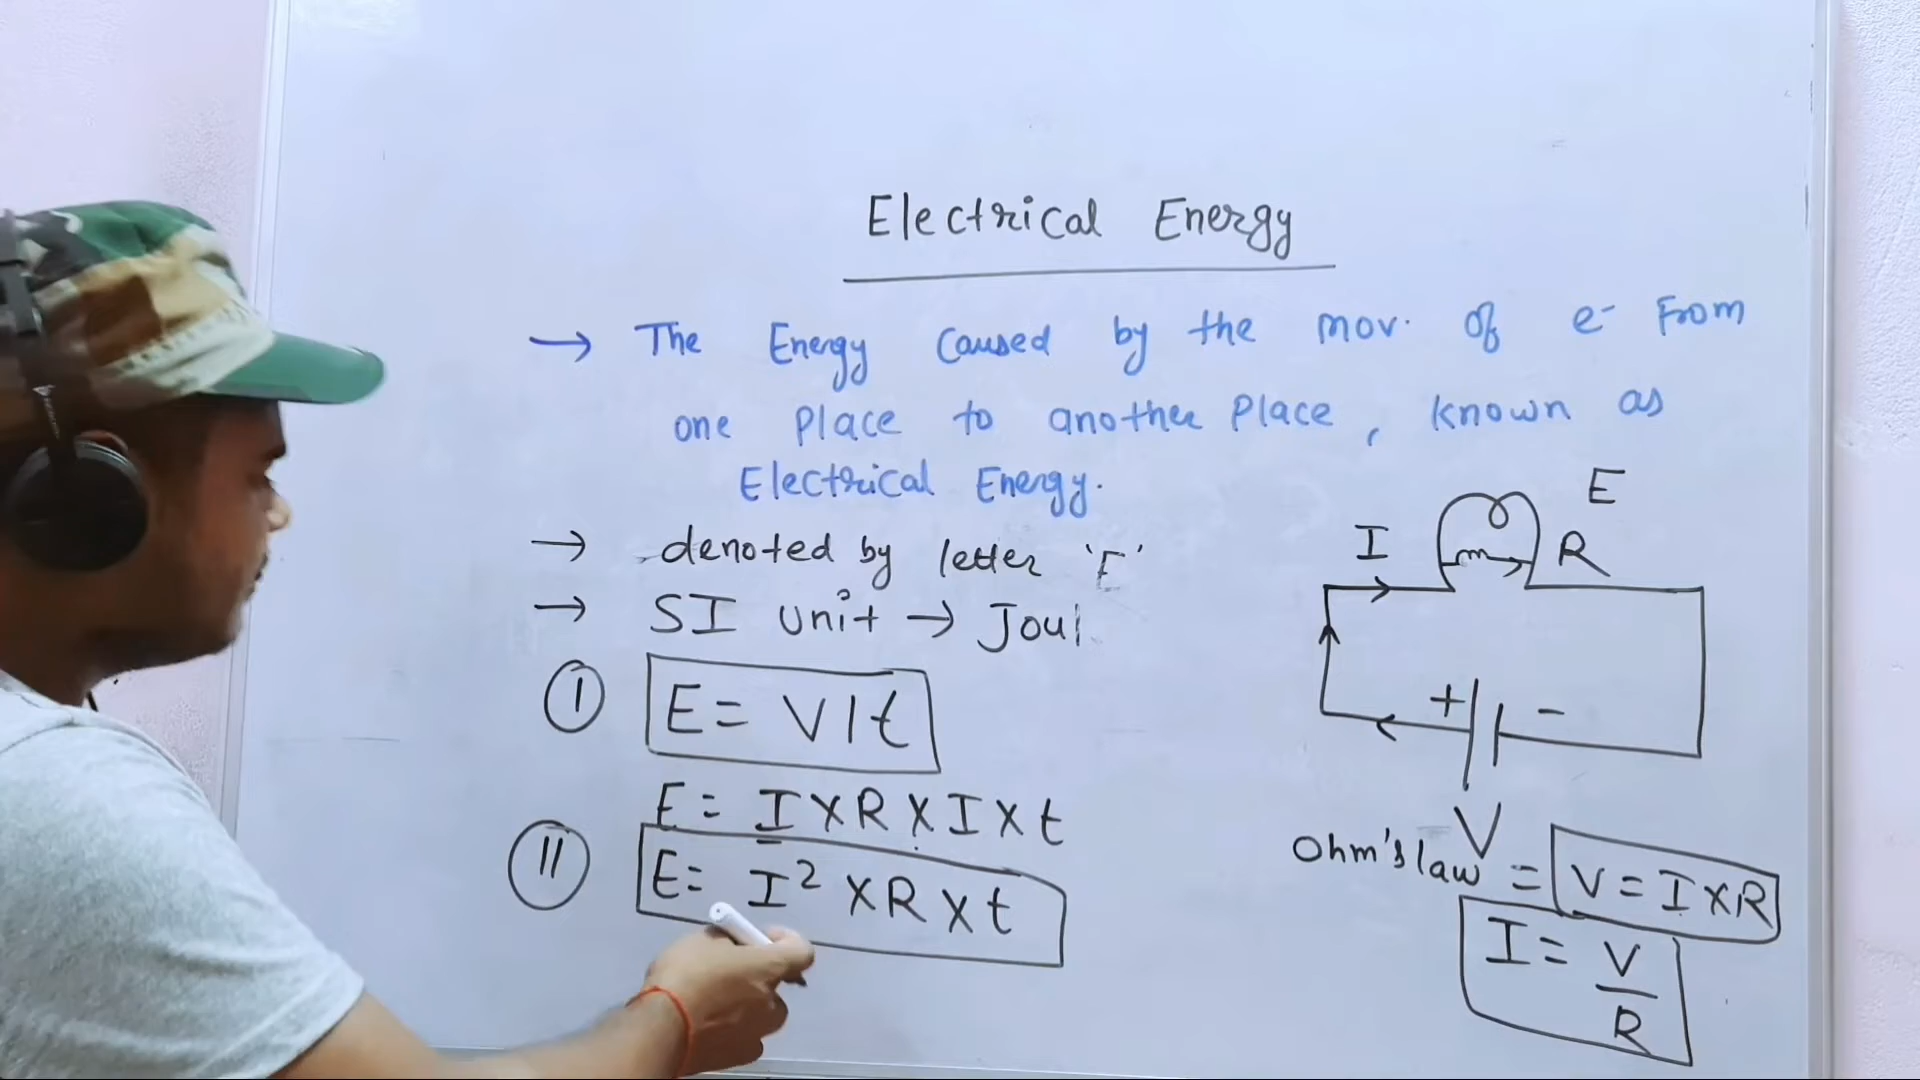 Electrical Energy
→ The Energy Caused by the mov. of e⁻ From
one Place to another Place, known as
Electrical Energy.
→ denoted by letter 'E'
→ SI Unit → Joul
I E = VIt
E = I X R X I X t
II E = I² X R X t
E
I
R
+ -
V
Ohm's law = V = I X R
I = V/R